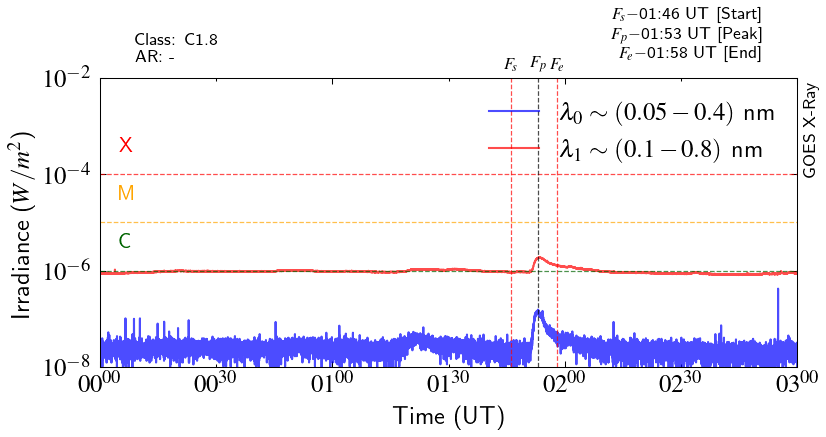 F_s−01:46 UT [Start]
F_p−01:53 UT [Peak]
F_e−01:58 UT [End]
Class: C1.8
AR: -
F_s F_p F_e
10^−2
10^−4
10^−6
10^−8
Irradiance (W/m^2)
X
M
C
λ_0 ∼ (0.05 − 0.4) nm
λ_1 ∼ (0.1 − 0.8) nm
GOES X-Ray
00^00 00^30 01^00 01^30 02^00 02^30 03^00
Time (UT)